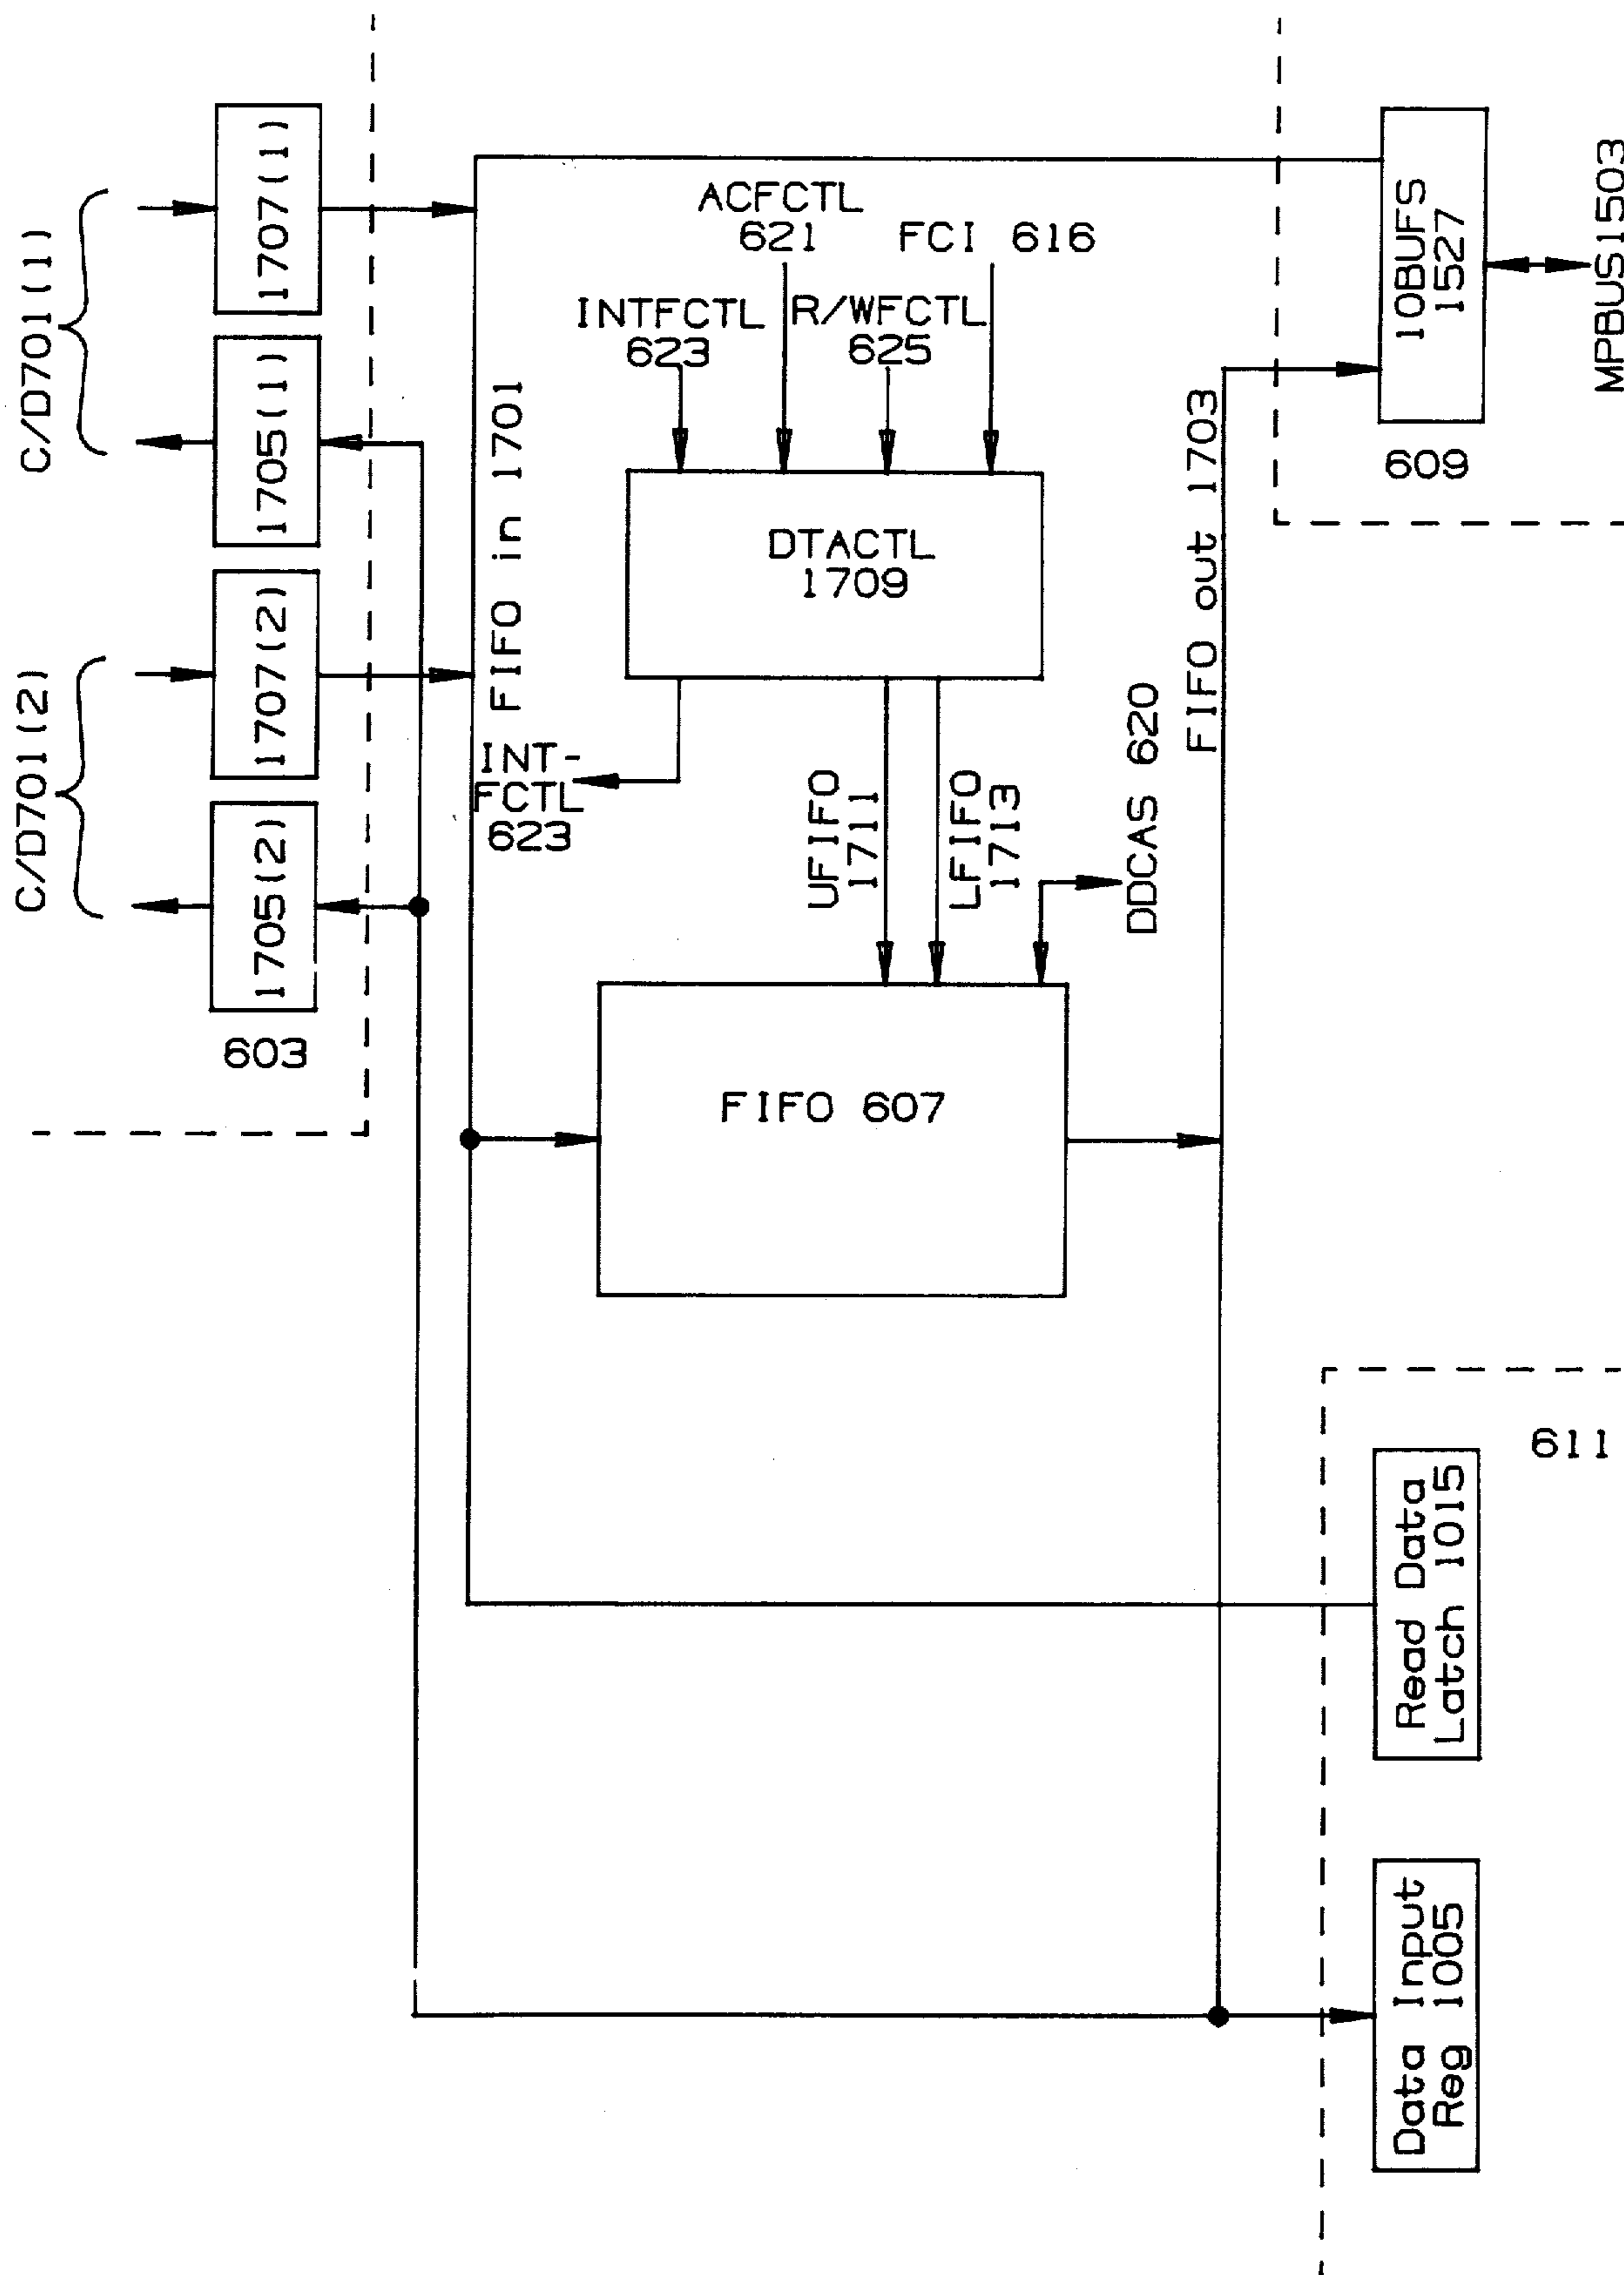 C/D701(1)
C/D701(2)
1707(1)
1705(1)
1707(2)
1705(2)
603
FIFO in 1701
ACFCTL
621
FCI 616
INTFCTL
623
R/WFCTL
625
DTACTL
1709
INT-
FCTL
623
UFIFO
1711
LFIFO
1713
DDCAS 620
FIFO out 1703
FIFO 607
10BUFS
1527
609
MPBUS1503
611
Read Data
Latch 1015
Data Input
Reg 1005